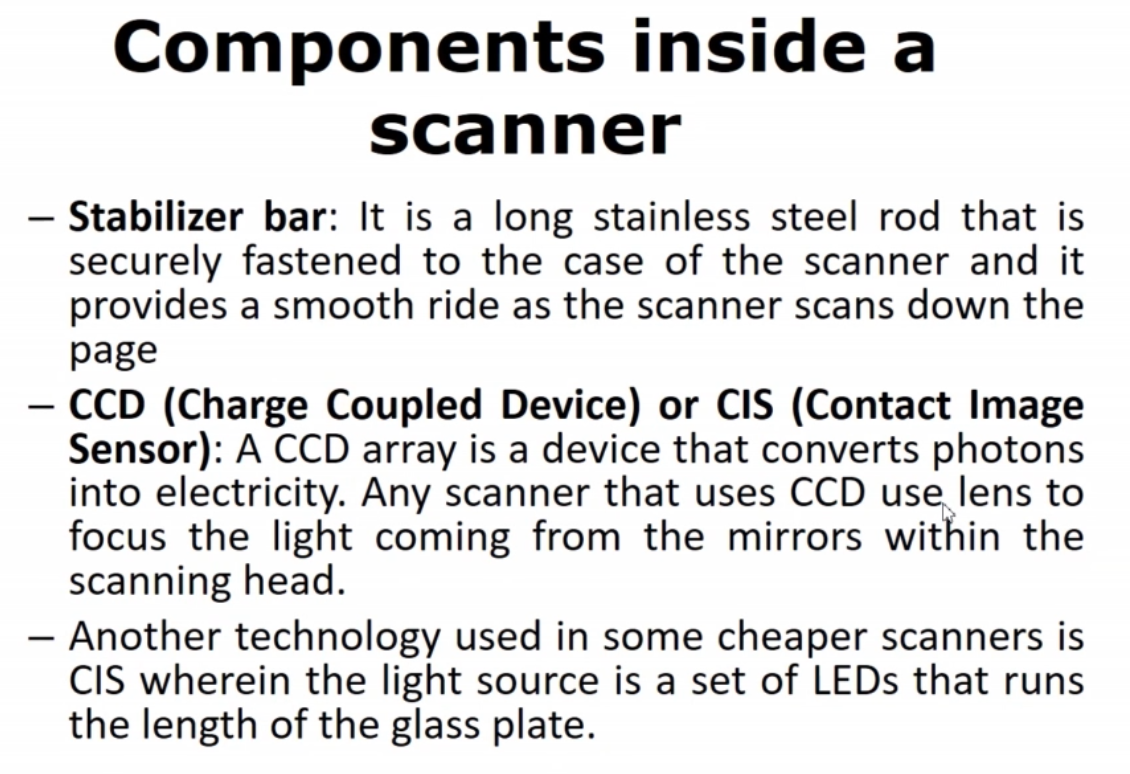 Components inside a
scanner
– Stabilizer bar: It is a long stainless steel rod that is
securely fastened to the case of the scanner and it
provides a smooth ride as the scanner scans down the
page
– CCD (Charge Coupled Device) or CIS (Contact Image
Sensor): A CCD array is a device that converts photons
into electricity. Any scanner that uses CCD use lens to
focus the light coming from the mirrors within the
scanning head.
– Another technology used in some cheaper scanners is
CIS wherein the light source is a set of LEDs that runs
the length of the glass plate.